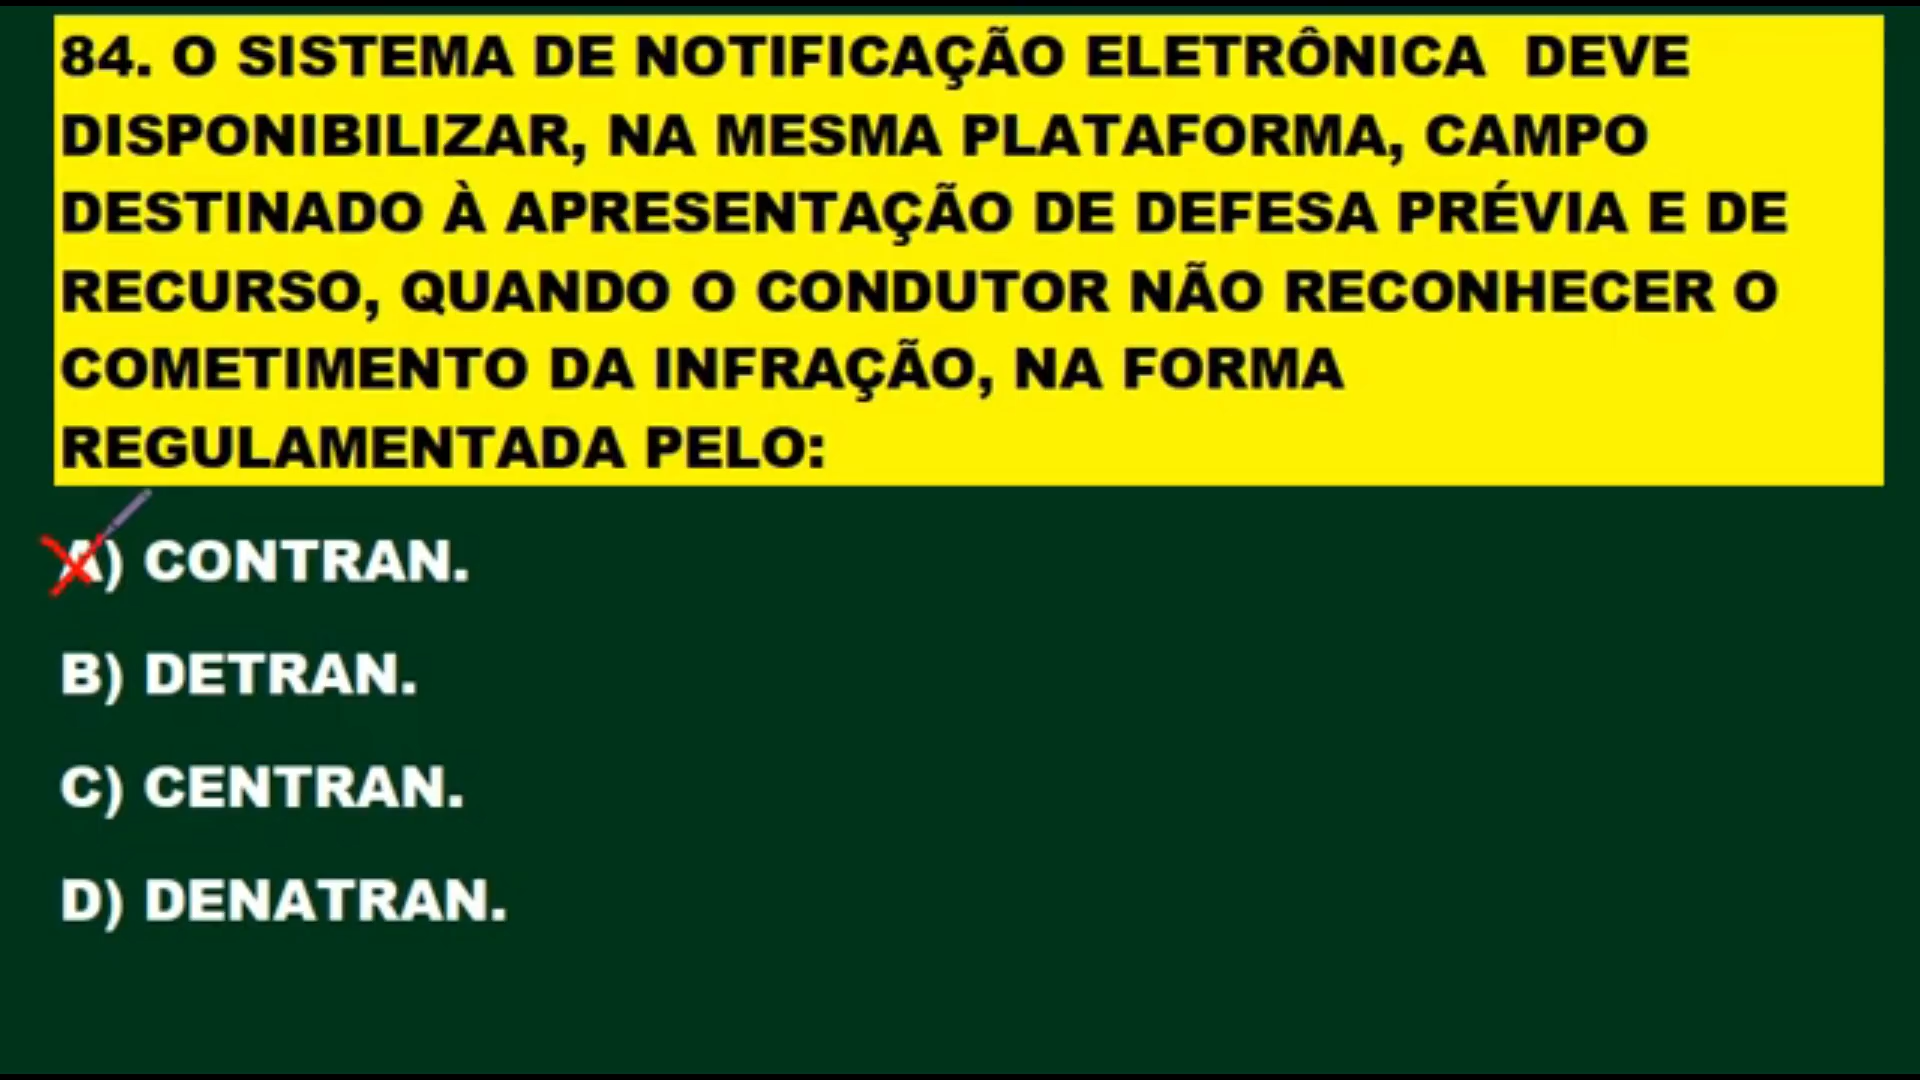 84. O SISTEMA DE NOTIFICAÇÃO ELETRÔNICA DEVE
DISPONIBILIZAR, NA MESMA PLATAFORMA, CAMPO
DESTINADO À APRESENTAÇÃO DE DEFESA PRÉVIA E DE
RECURSO, QUANDO O CONDUTOR NÃO RECONHECER O
COMETIMENTO DA INFRAÇÃO, NA FORMA
REGULAMENTADA PELO:
A) CONTRAN.
B) DETRAN.
C) CENTRAN.
D) DENATRAN.